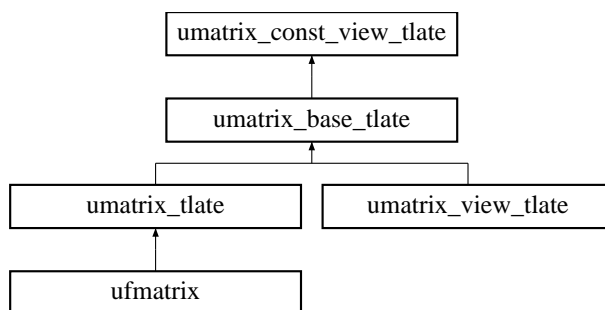 umatrix_const_view_tlate
umatrix_base_tlate
umatrix_tlate
umatrix_view_tlate
ufmatrix